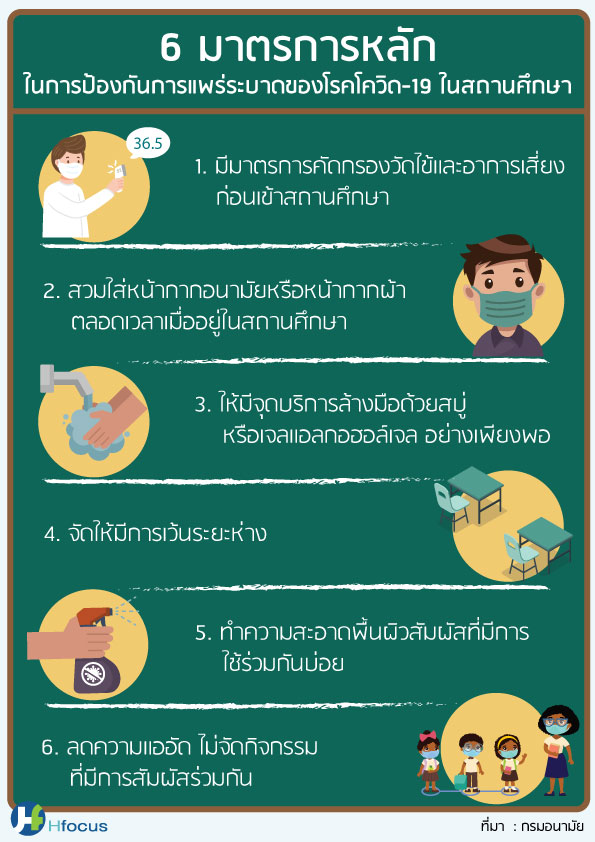 6 มาตรการหลัก
ในการป้องกันการแพร่ระบาดของโรคโควิด-19 ในสถานศึกษา
36.5
1. มีมาตรการคัดกรองวัดไข้และอาการเสี่ยง
ก่อนเข้าสถานศึกษา
2. สวมใส่หน้ากากอนามัยหรือหน้ากากผ้า
ตลอดเวลาเมื่ออยู่ในสถานศึกษา
3. ให้มีจุดบริการล้างมือด้วยสบู่
หรือเจลแอลกอฮอล์เจล อย่างเพียงพอ
4. จัดให้มีการเว้นระยะห่าง
5. ทำความสะอาดพื้นผิวสัมผัสที่มีการ
ใช้ร่วมกันบ่อย
6. ลดความแออัด ไม่จัดกิจกรรม
ที่มีการสัมผัสร่วมกัน
Hfocus
ที่มา : กรมอนามัย